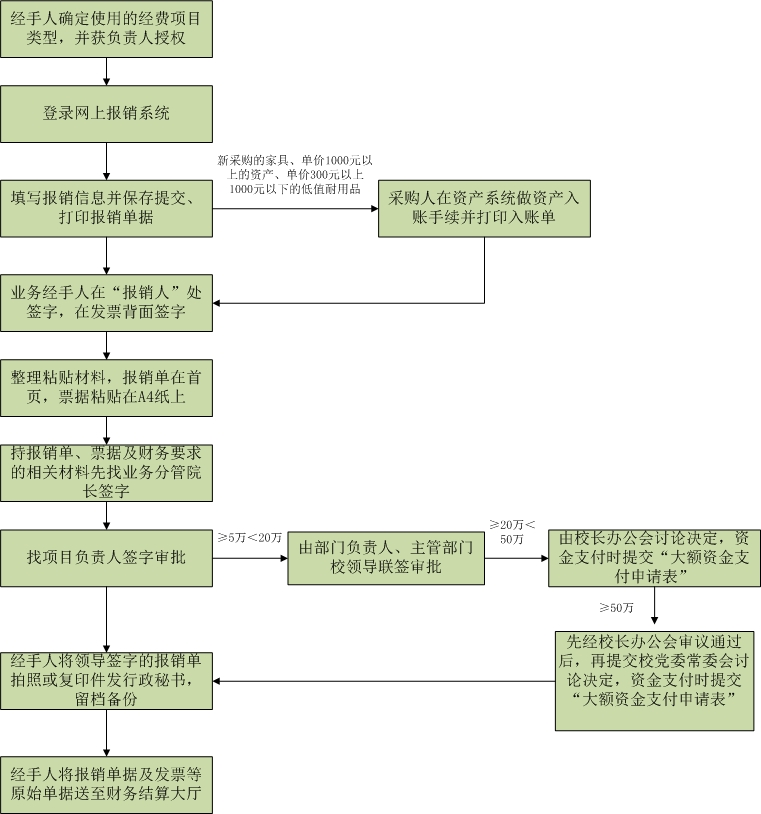 经手人确定使用的经费项目
类型，并获负责人授权
登录网上报销系统
新采购的家具、单价1000元以
上的资产、单价300元以上
1000元以下的低值耐用品
填写报销信息并保存提交、
打印报销单据
采购人在资产系统做资产入
账手续并打印入账单
业务经手人在“报销人”处
签字，在发票背面签字
整理粘贴材料，报销单在首
页，票据粘贴在A4纸上
持报销单、票据及财务要求
的相关材料先找业务分管院
长签字
找项目负责人签字审批
≥5万＜20万
由部门负责人、主管部门
校领导联签审批
≥20万＜
50万
由校长办公会讨论决定，资
金支付时提交“大额资金支
付申请表”
≥50万
先经校长办公会审议通过
后，再提交校党委常委会讨
论决定，资金支付时提交
“大额资金支付申请表”
经手人将领导签字的报销单
拍照或复印件发行政秘书，
留档备份
经手人将报销单据及发票等
原始单据送至财务结算大厅